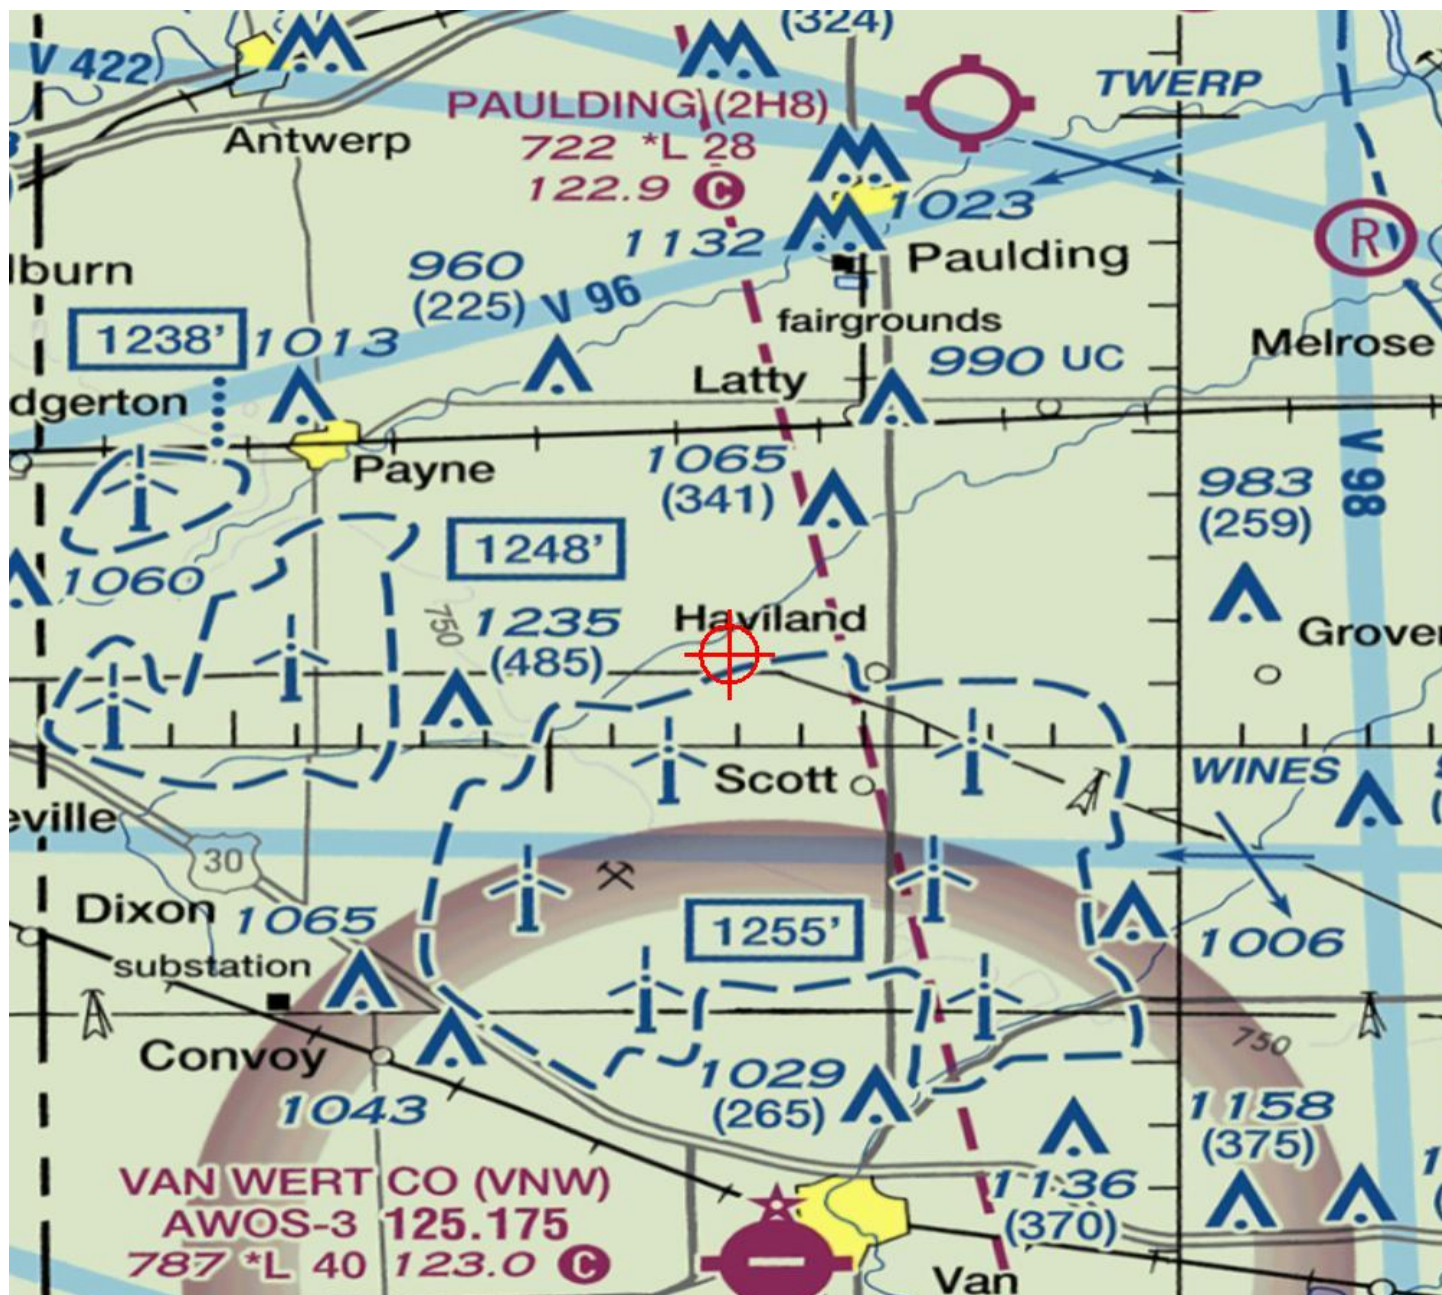 (324)
V 422
TWERP
PAULDING (2H8)
722 *L 28
122.9 C
Antwerp
1023
1132
Paulding
R
lburn
960
(225)
V 96
fairgrounds
1238'
1013
990 UC
Melrose
dgerton
Latty
Payne
1065
(341)
983
(259)
V 98
1248'
1060
750
1235
(485)
Haviland
Grover
Scott
WINES
eville
30
Dixon
1065
1255'
1006
substation
Convoy
750
1029
(265)
1043
1158
(375)
VAN WERT CO (VNW)
AWOS-3 125.175
787 *L 40 123.0 C
1136
(370)
Van